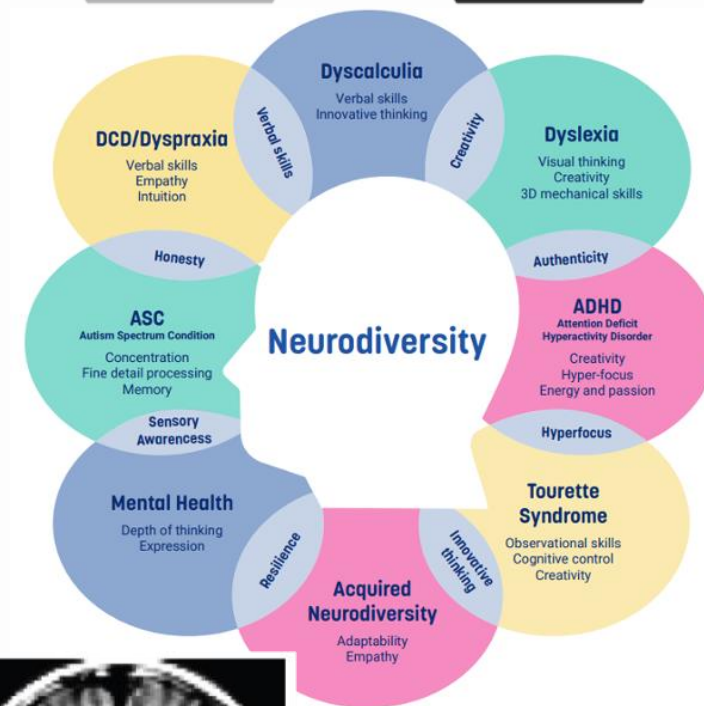 Dyscalculia
Verbal skills
Innovative thinking
Creativity
Dyslexia
Visual thinking
Creativity
3D mechanical skills
Authenticity
ADHD
Attention Deficit
Hyperactivity Disorder
Creativity
Hyper-focus
Energy and passion
Hyperfocus
Tourette
Syndrome
Observational skills
Cognitive control
Creativity
Innovative
thinking
Acquired
Neurodiversity
Adaptability
Empathy
Resilience
Mental Health
Depth of thinking
Expression
Sensory
Awarencess
ASC
Autism Spectrum Condition
Concentration
Fine detail processing
Memory
Honesty
DCD/Dyspraxia
Verbal skills
Empathy
Intuition
Verbal skills
Neurodiversity